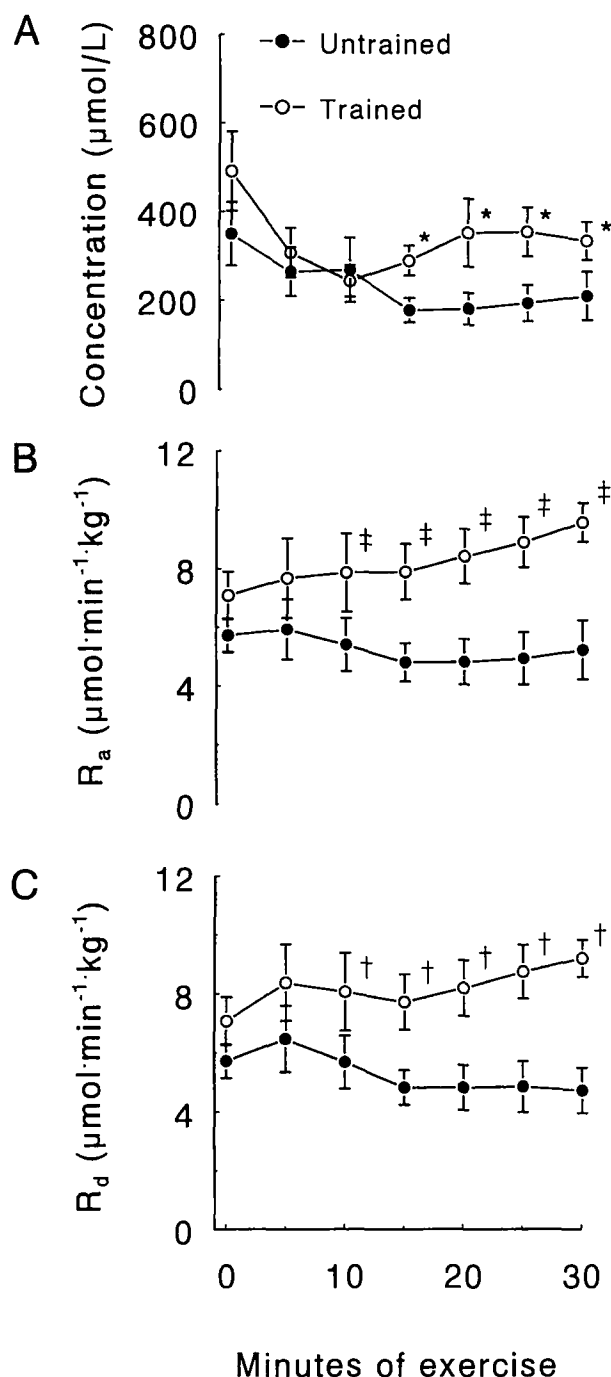 A
800
Untrained
Trained
600
400
* * * *
200
0
Concentration (µmol/L)
B
12
‡ ‡ ‡ ‡ ‡
8
4
0
Rₐ (µmol·min⁻¹·kg⁻¹)
C
12
† † † † †
8
4
0
R_d (µmol·min⁻¹·kg⁻¹)
0 10 20 30
Minutes of exercise